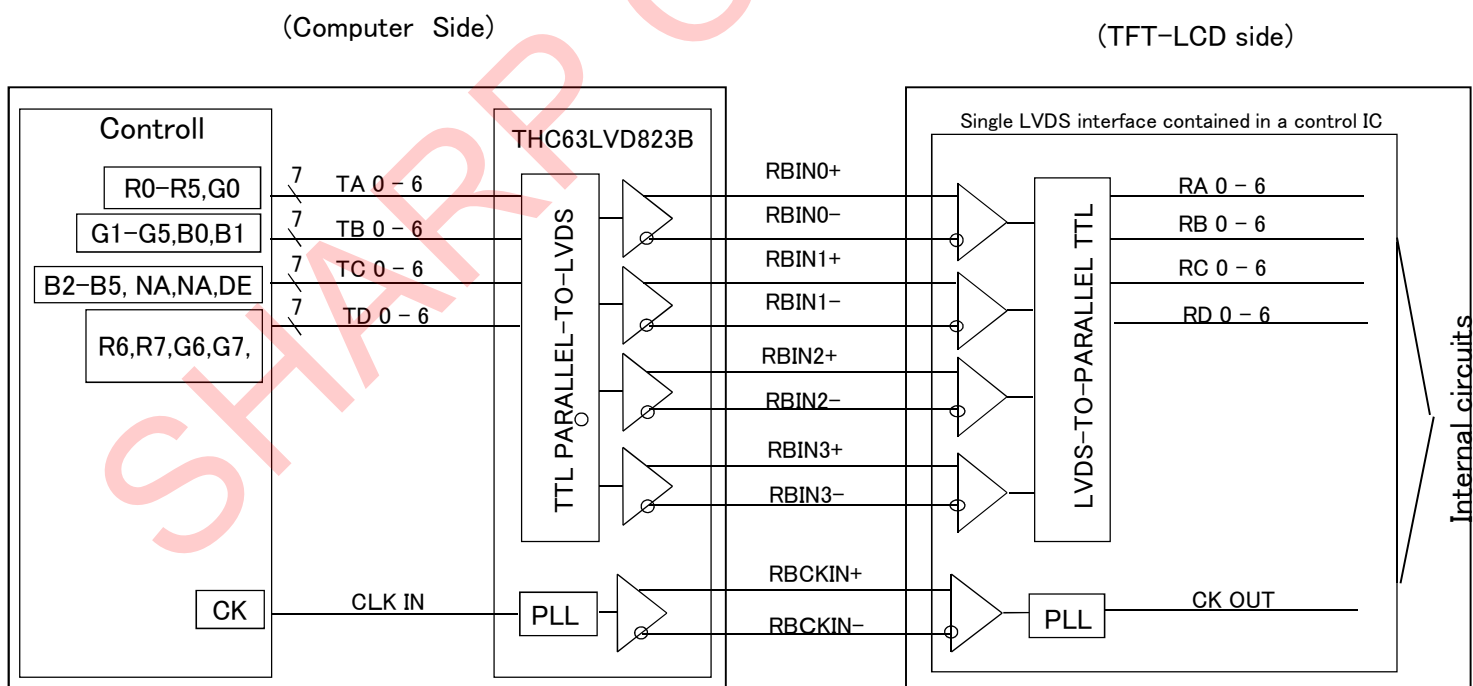 (Computer Side)
(TFT-LCD side)
Controll
THC63LVD823B
Single LVDS interface contained in a control IC
R0-R5,G0
7
TA 0 - 6
G1-G5,B0,B1
7
TB 0 - 6
B2-B5, NA,NA,DE
7
TC 0 - 6
R6,R7,G6,G7,
7
TD 0 - 6
TTL PARALLEL-TO-LVDS
RBIN0+
RBIN0-
RBIN1+
RBIN1-
RBIN2+
RBIN2-
RBIN3+
RBIN3-
LVDS-TO-PARALLEL TTL
RA 0 - 6
RB 0 - 6
RC 0 - 6
RD 0 - 6
Internal circuits
CK
CLK IN
PLL
RBCKIN+
RBCKIN-
PLL
CK OUT
SHARP